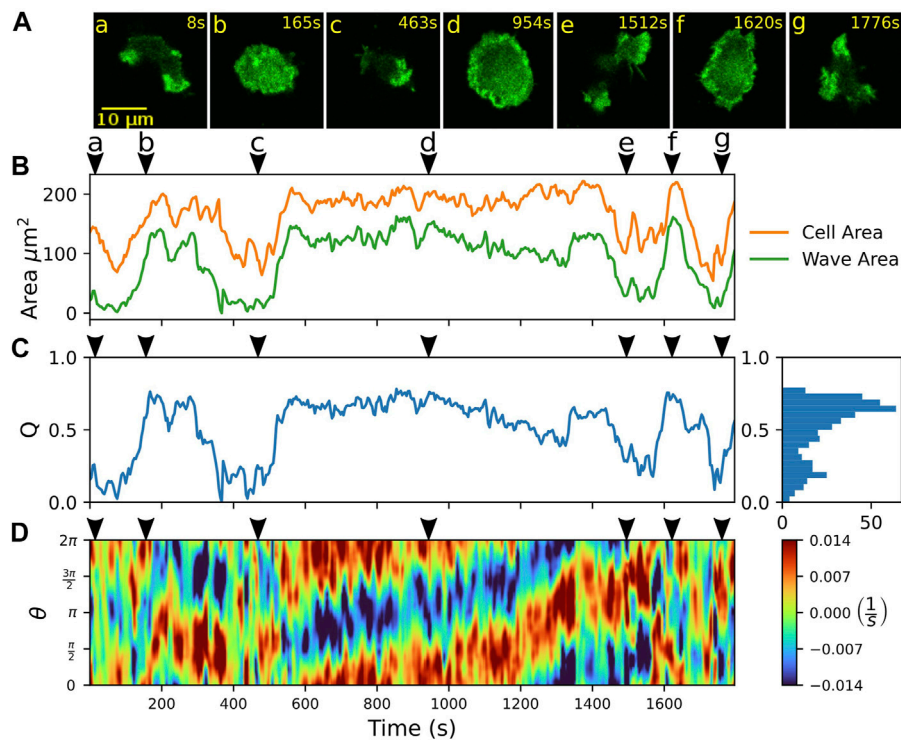 A
a 8s b 165s c 463s d 954s e 1512s f 1620s g 1776s
10 μm
a b c d e f g
B
200
100
0
Area μm²
Cell Area
Wave Area
C
1.0
0.5
0.0
Q
1.0
0.5
0.0
0 50
D
2π
3π/2
π
π/2
0
θ
200 400 600 800 1000 1200 1400 1600
Time (s)
0.014
0.007
0.000
−0.007
−0.014
(1/s)